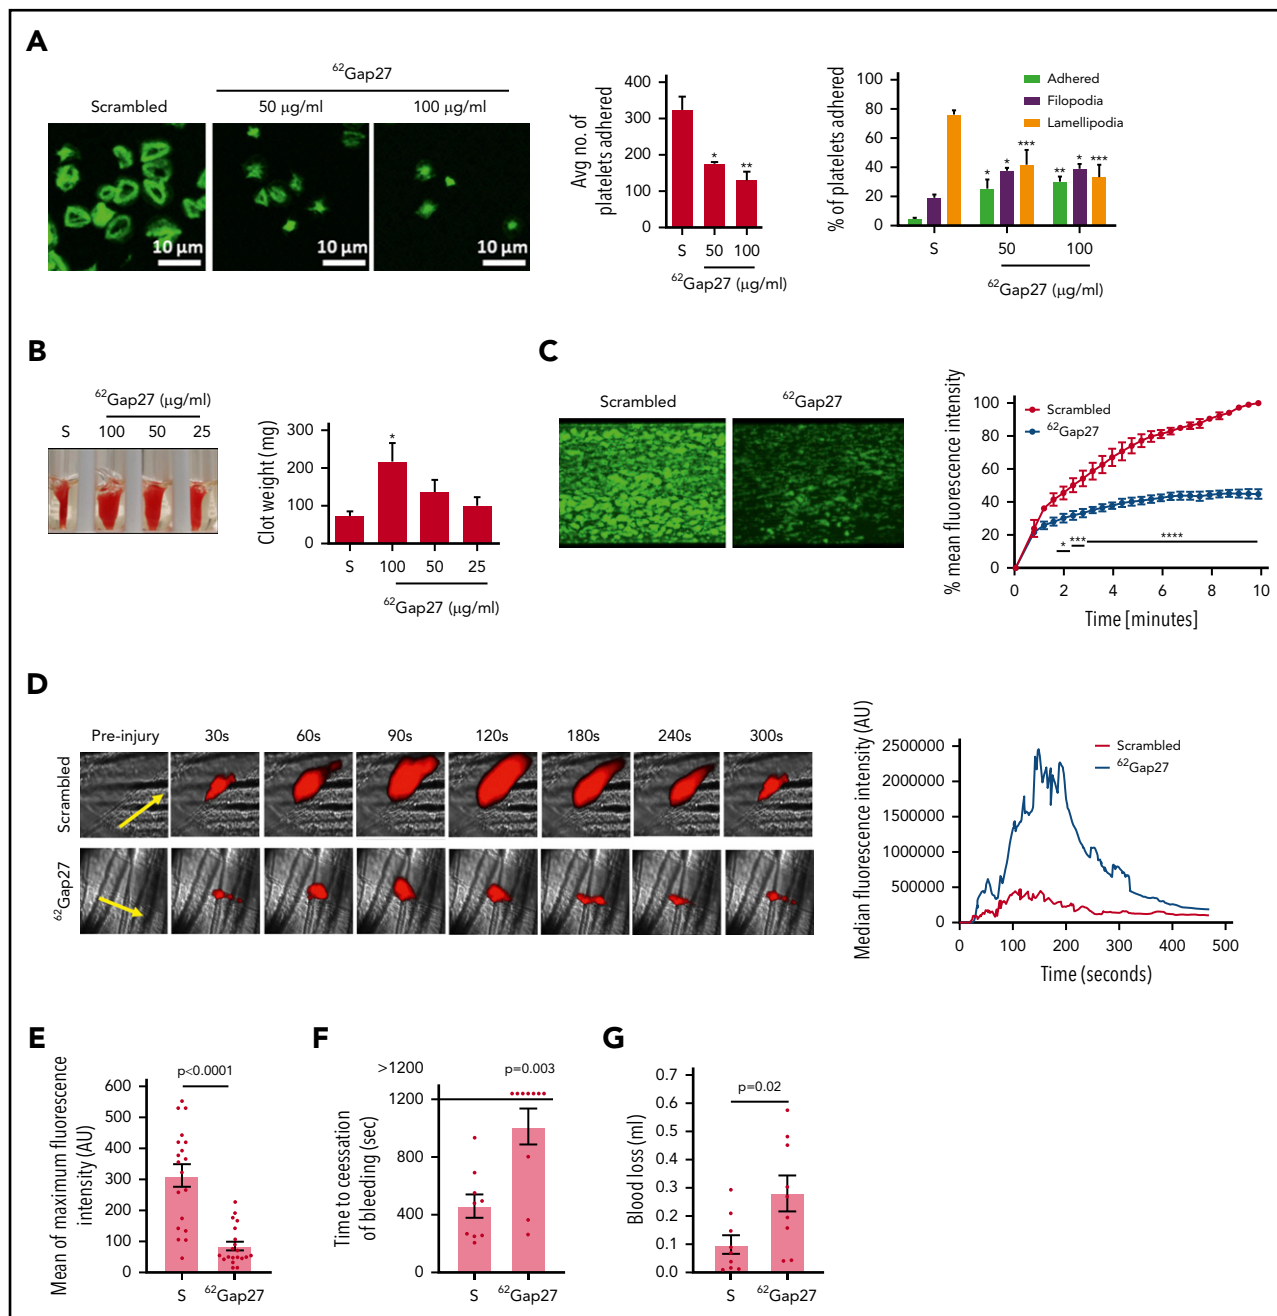 A
62Gap27
Scrambled
50 μg/ml
100 μg/ml
10 μm
10 μm
10 μm
Avg no. of
platelets adhered
400
300
200
100
0
*
**
S
50
100
62Gap27 (μg/ml)
% of platelets adhered
100
80
60
40
20
0
Adhered
Filopodia
Lamellipodia
*
*
***
**
*
***
S
50
100
62Gap27 (μg/ml)
B
62Gap27 (μg/ml)
S
100
50
25
Clot weight (mg)
300
200
100
0
*
S
100
50
25
62Gap27 (μg/ml)
C
Scrambled
62Gap27
% mean fluorescence intensity
100
80
60
40
20
0
Scrambled
62Gap27
*
***
****
0
2
4
6
8
10
Time [minutes]
D
Pre-injury
30s
60s
90s
120s
180s
240s
300s
Scrambled
62Gap27
Median fluorescence intensity (AU)
2500000
2000000
1500000
1000000
500000
0
Scrambled
62Gap27
0
100
200
300
400
500
Time (seconds)
E
Mean of maximum fluorescence
intensity (AU)
600
500
400
300
200
100
0
p<0.0001
S
62Gap27
F
Time to ceessation
of bleeding (sec)
>1200
1200
800
400
0
p=0.003
S
62Gap27
G
Blood loss (ml)
0.7
0.6
0.5
0.4
0.3
0.2
0.1
0.0
p=0.02
S
62Gap27